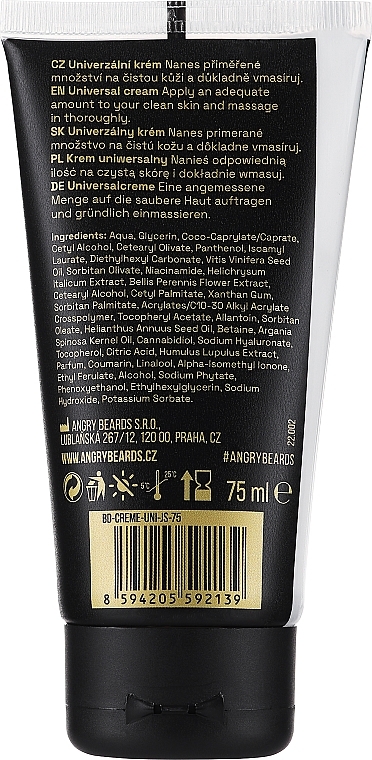 CZ Univerzální krém Nanes přiměřené
množství na čistou kůži a důkladně vmasíruj.
EN Universal cream Apply an adequate
amount to your clean skin and massage
in thoroughly.
SK Univerzálny krém Nanes primerané
množstvo na čistú kožu a dôkladne vmasíruj.
PL Krem uniwersalny Nanieś odpowiednią
ilość na czystą skórę i dokładnie wmasuj.
DE Universalcreme Eine angemessene
Menge auf die saubere Haut auftragen
und gründlich einmassieren.
Ingredients: Aqua, Glycerin, Coco-Caprylate/Caprate,
Cetyl Alcohol, Cetearyl Olivate, Panthenol, Isoamyl
Laurate, Diethylhexyl Carbonate, Vitis Vinifera Seed
Oil, Sorbitan Olivate, Niacinamide, Helichrysum
Italicum Extract, Bellis Perennis Flower Extract,
Cetearyl Alcohol, Cetyl Palmitate, Xanthan Gum,
Sorbitan Palmitate, Acrylates/C10-30 Alkyl Acrylate
Crosspolymer, Tocopheryl Acetate, Allantoin, Sorbitan
Oleate, Helianthus Annuus Seed Oil, Betaine, Argania
Spinosa Kernel Oil, Cannabidiol, Sodium Hyaluronate,
Tocopherol, Citric Acid, Humulus Lupulus Extract,
Parfum, Coumarin, Linalool, Alpha-Isomethyl Ionone,
Ethyl Ferulate, Alcohol, Sodium Phytate,
Phenoxyethanol, Ethylhexylglycerin, Sodium
Hydroxide, Potassium Sorbate.
ANGRY BEARDS S.R.O.,
LUBLAŇSKÁ 267/12, 120 00, PRAHA, CZ
22.002
WWW.ANGRYBEARDS.CZ #ANGRYBEARDS
5°C 25°C 75 ml e
BD-CREME-UNI-JS-75
8 594205 592139